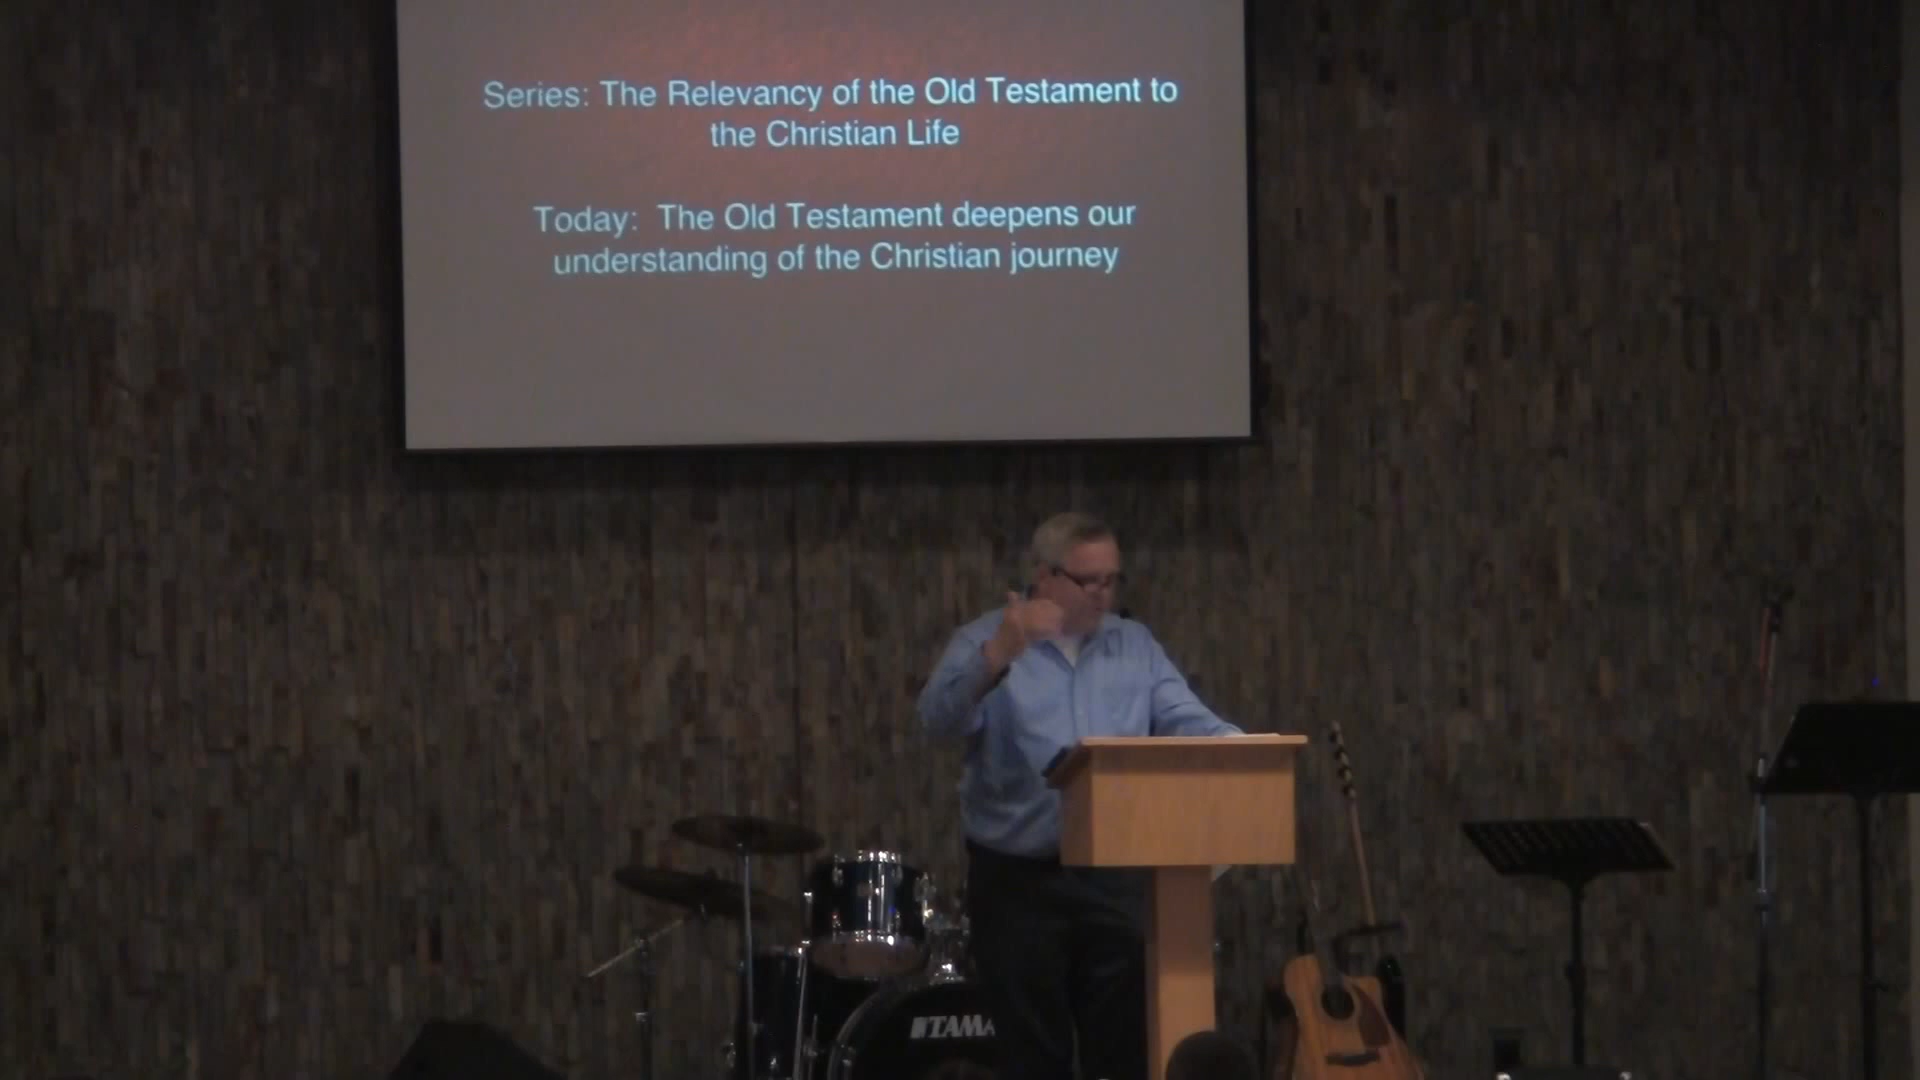 Series: The Relevancy of the Old Testament to
the Christian Life
Today: The Old Testament deepens our
understanding of the Christian journey
TAMA